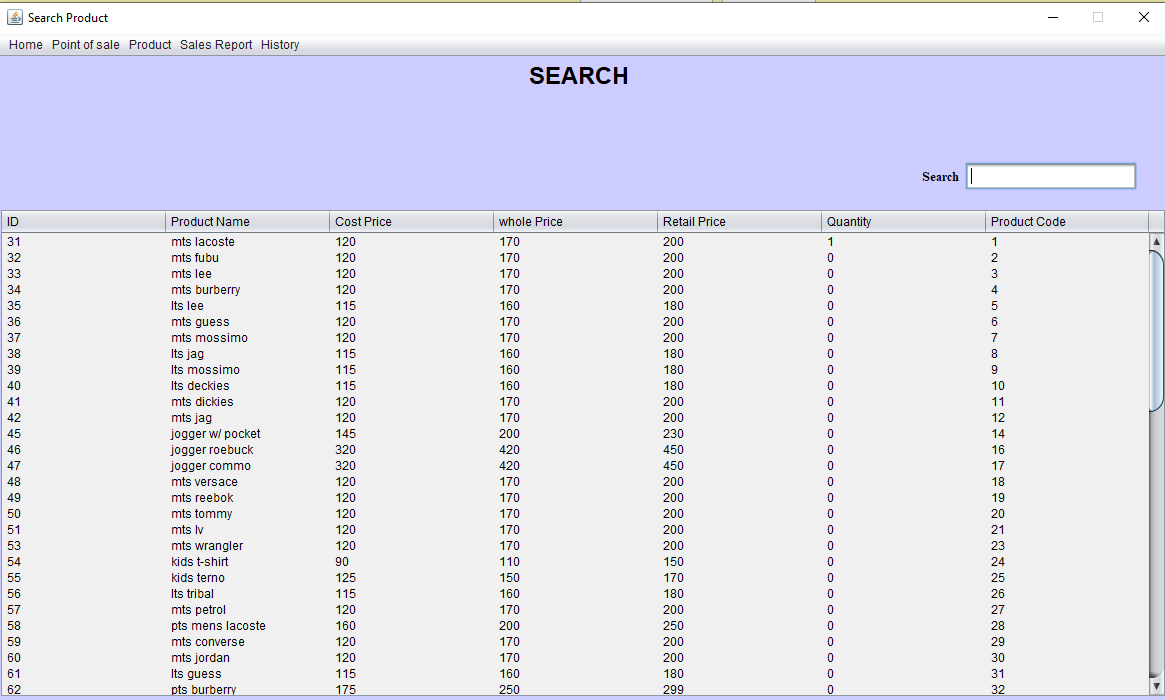 Search Product
Home Point of sale Product Sales Report History
SEARCH
Search
ID Product Name Cost Price whole Price Retail Price Quantity Product Code
31 mts lacoste 120 170 200 1 1
32 mts fubu 120 170 200 0 2
33 mts lee 120 170 200 0 3
34 mts burberry 120 170 200 0 4
35 lts lee 115 160 180 0 5
36 mts guess 120 170 200 0 6
37 mts mossimo 120 170 200 0 7
38 lts jag 115 160 180 0 8
39 lts mossimo 115 160 180 0 9
40 lts deckies 115 160 180 0 10
41 mts dickies 120 170 200 0 11
42 mts jag 120 170 200 0 12
45 jogger w/ pocket 145 200 230 0 14
46 jogger roebuck 320 420 450 0 16
47 jogger commo 320 420 450 0 17
48 mts versace 120 170 200 0 18
49 mts reebok 120 170 200 0 19
50 mts tommy 120 170 200 0 20
51 mts lv 120 170 200 0 21
53 mts wrangler 120 170 200 0 23
54 kids t-shirt 90 110 150 0 24
55 kids terno 125 150 170 0 25
56 lts tribal 115 160 180 0 26
57 mts petrol 120 170 200 0 27
58 pts mens lacoste 160 200 250 0 28
59 mts converse 120 170 200 0 29
60 mts jordan 120 170 200 0 30
61 lts guess 115 160 180 0 31
62 pts burberry 175 250 299 0 32